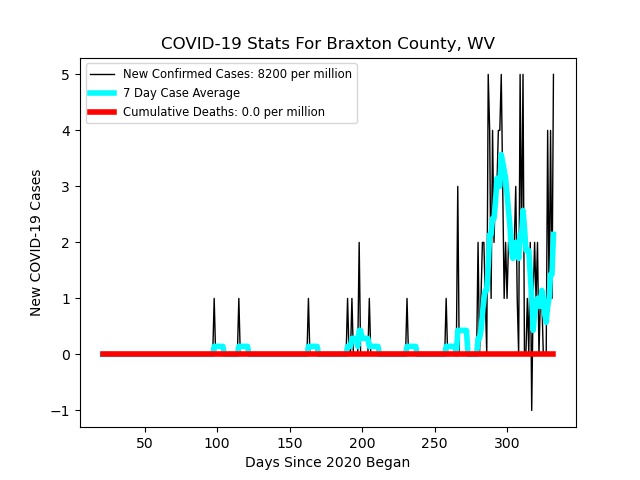 COVID-19 Stats For Braxton County, WV
New Confirmed Cases: 8200 per million
7 Day Case Average
Cumulative Deaths: 0.0 per million
New COVID-19 Cases
5
4
3
2
1
0
−1
50 100 150 200 250 300
Days Since 2020 Began